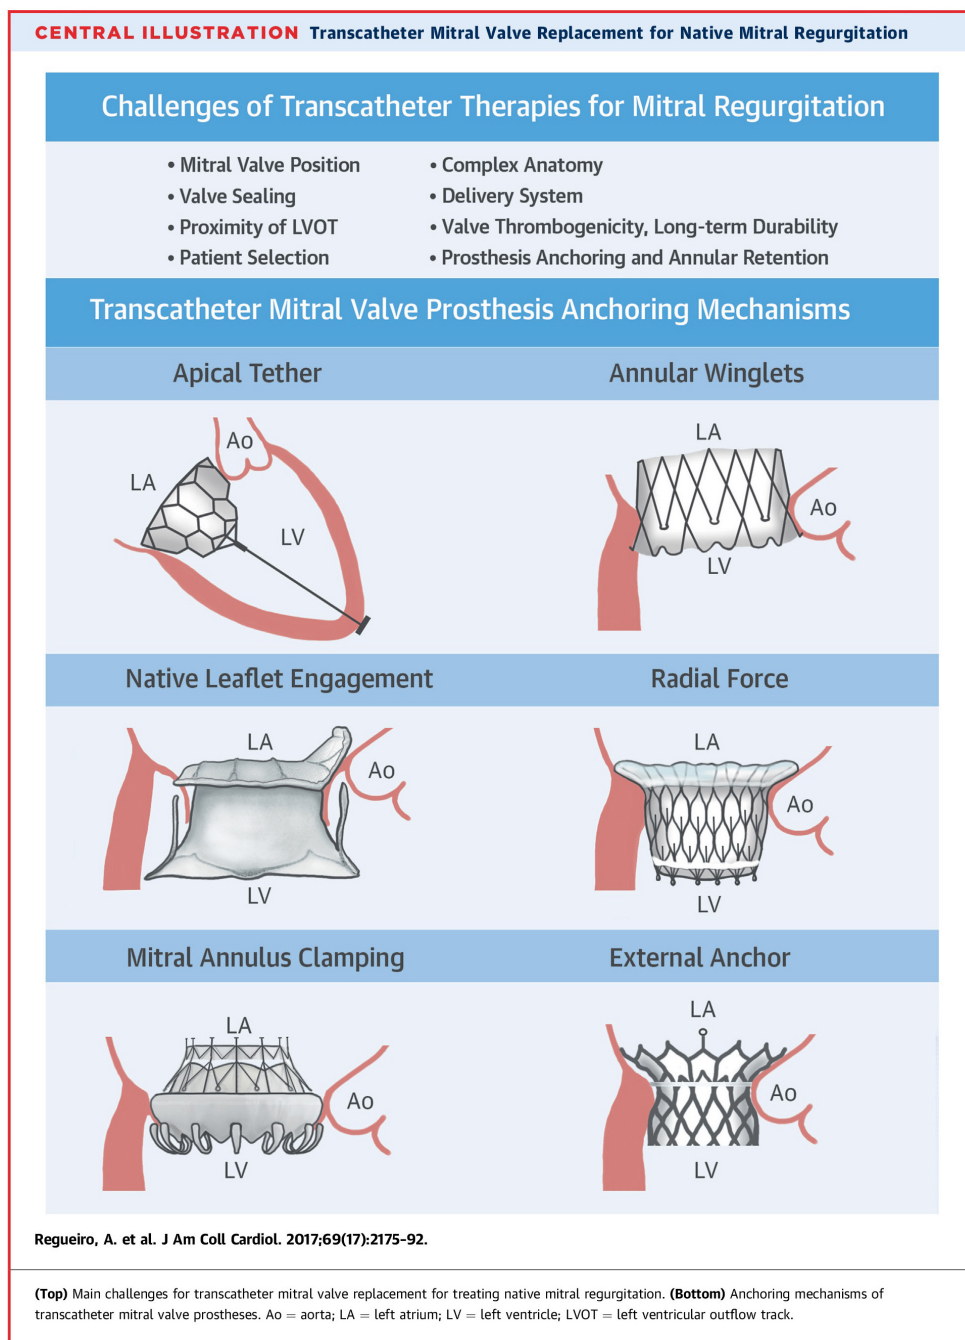 CENTRAL ILLUSTRATION Transcatheter Mitral Valve Replacement for Native Mitral Regurgitation
Challenges of Transcatheter Therapies for Mitral Regurgitation
• Mitral Valve Position
• Valve Sealing
• Proximity of LVOT
• Patient Selection
• Complex Anatomy
• Delivery System
• Valve Thrombogenicity, Long-term Durability
• Prosthesis Anchoring and Annular Retention
Transcatheter Mitral Valve Prosthesis Anchoring Mechanisms
Apical Tether
Ao
LA
LV
Annular Winglets
LA
Ao
LV
Native Leaflet Engagement
LA
Ao
LV
Radial Force
LA
Ao
LV
Mitral Annulus Clamping
LA
Ao
LV
External Anchor
LA
Ao
LV
Regueiro, A. et al. J Am Coll Cardiol. 2017;69(17):2175–92.
(Top) Main challenges for transcatheter mitral valve replacement for treating native mitral regurgitation. (Bottom) Anchoring mechanisms of
transcatheter mitral valve prostheses. Ao = aorta; LA = left atrium; LV = left ventricle; LVOT = left ventricular outflow track.